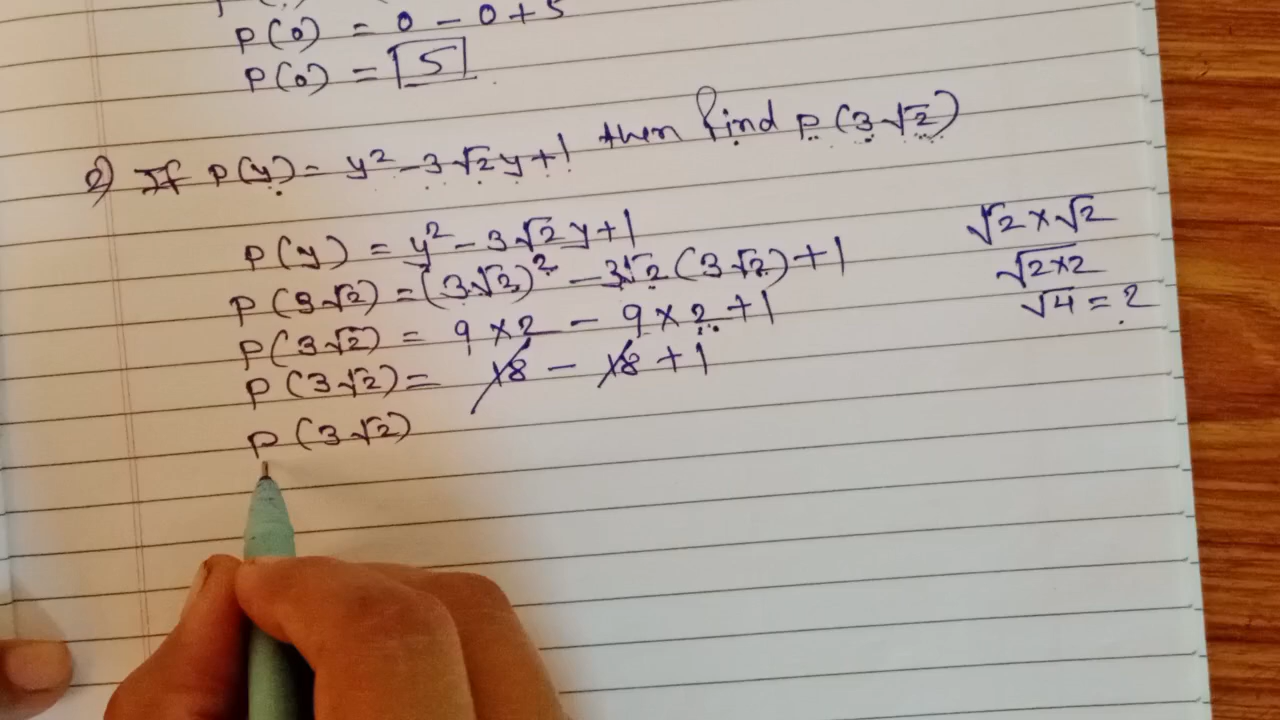 P(0) = 0 - 0 + 5
P(0) = 5
2) If P(y) = y² - 3√2y + 1 then find P(3√2)
P(y) = y² - 3√2y + 1
P(3√2) = (3√2)² - 3√2(3√2) + 1
P(3√2) = 9×2 - 9×2 + 1
P(3√2) = 18 - 18 + 1
P(3√2)
√2 × √2
√2×2
√4 = 2